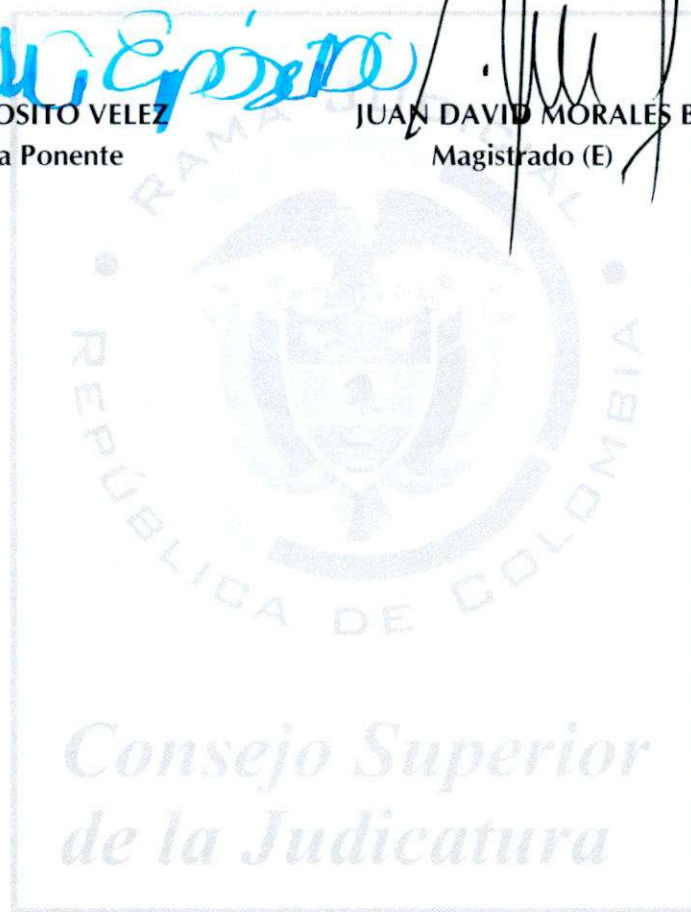 OSITO VELEZ JUAN DAVID MORALES B
a Ponente Magistrado (E)
RAMA JUDICIAL
REPÚBLICA DE COLOMBIA
Consejo Superior
de la Judicatura